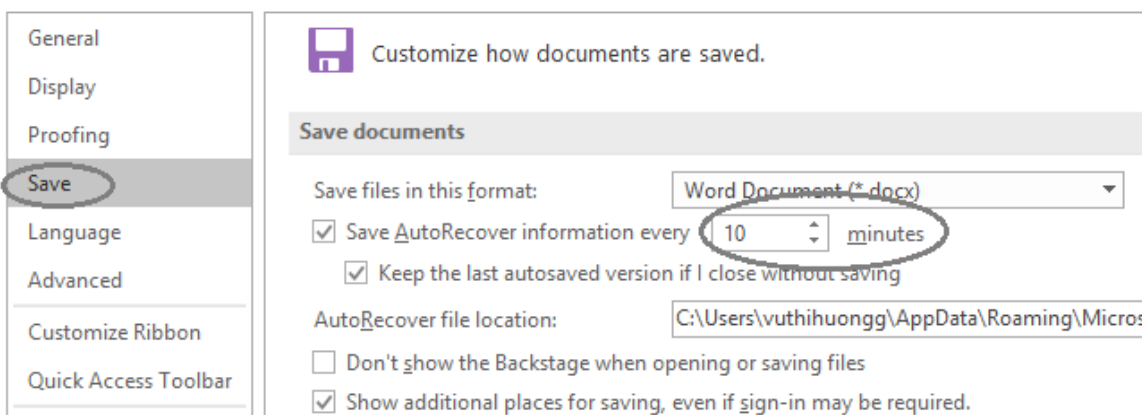 General
Display
Proofing
Save
Language
Advanced
Customize Ribbon
Quick Access Toolbar
Customize how documents are saved.
Save documents
Save files in this format: Word Document (*.docx)
Save AutoRecover information every 10 minutes
Keep the last autosaved version if I close without saving
AutoRecover file location: C:\Users\vuthihuongg\AppData\Roaming\Micros
Don't show the Backstage when opening or saving files
Show additional places for saving, even if sign-in may be required.